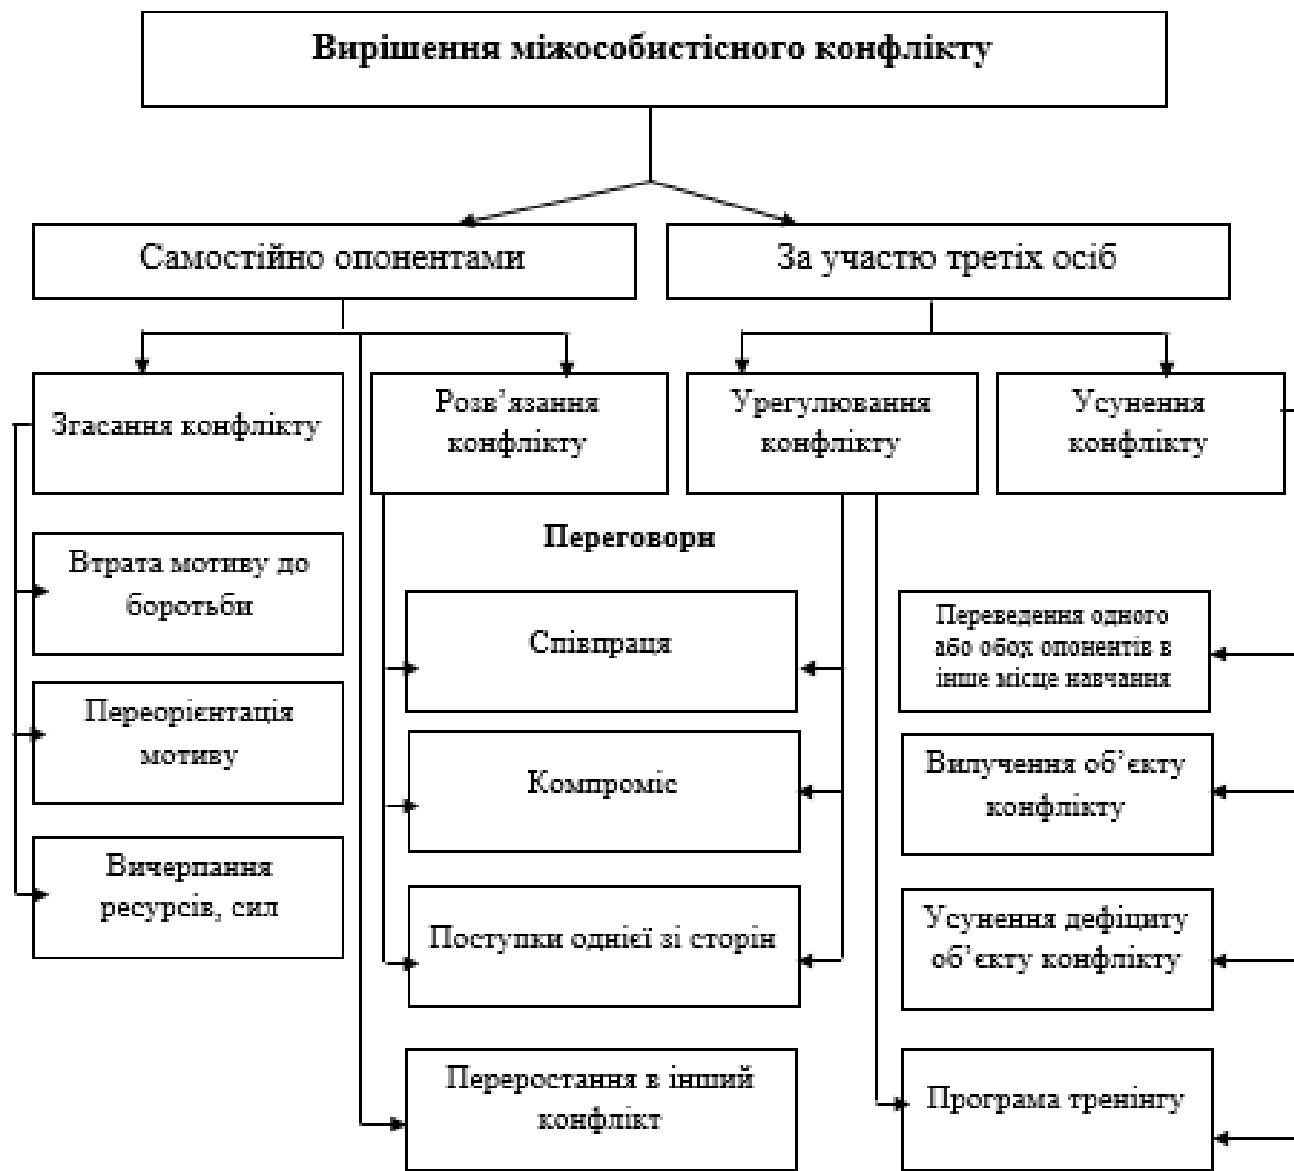 Вирішення міжособистісного конфлікту
Самостійно опонентами
За участю третіх осіб
Згасання конфлікту
Розв’язання
конфлікту
Урегулювання
конфлікту
Усунення
конфлікту
Переговори
Втрата мотиву до
боротьби
Переорієнтація
мотиву
Вичерпання
ресурсів, сил
Співпраця
Компроміс
Поступки однієї зі сторін
Переростання в інший
конфлікт
Переведення одного
або обох опонентів в
інше місце навчання
Вилучення об’єкту
конфлікту
Усунення дефіциту
об’єкту конфлікту
Програма тренінгу